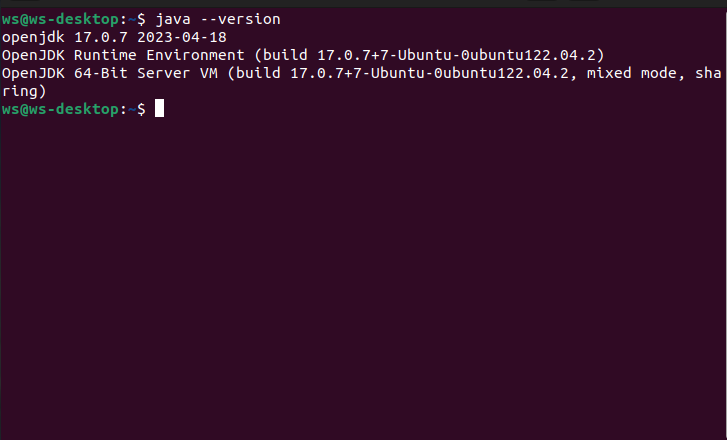 ws@ws-desktop:~$ java --version
openjdk 17.0.7 2023-04-18
OpenJDK Runtime Environment (build 17.0.7+7-Ubuntu-0ubuntu122.04.2)
OpenJDK 64-Bit Server VM (build 17.0.7+7-Ubuntu-0ubuntu122.04.2, mixed mode, sha
ring)
ws@ws-desktop:~$